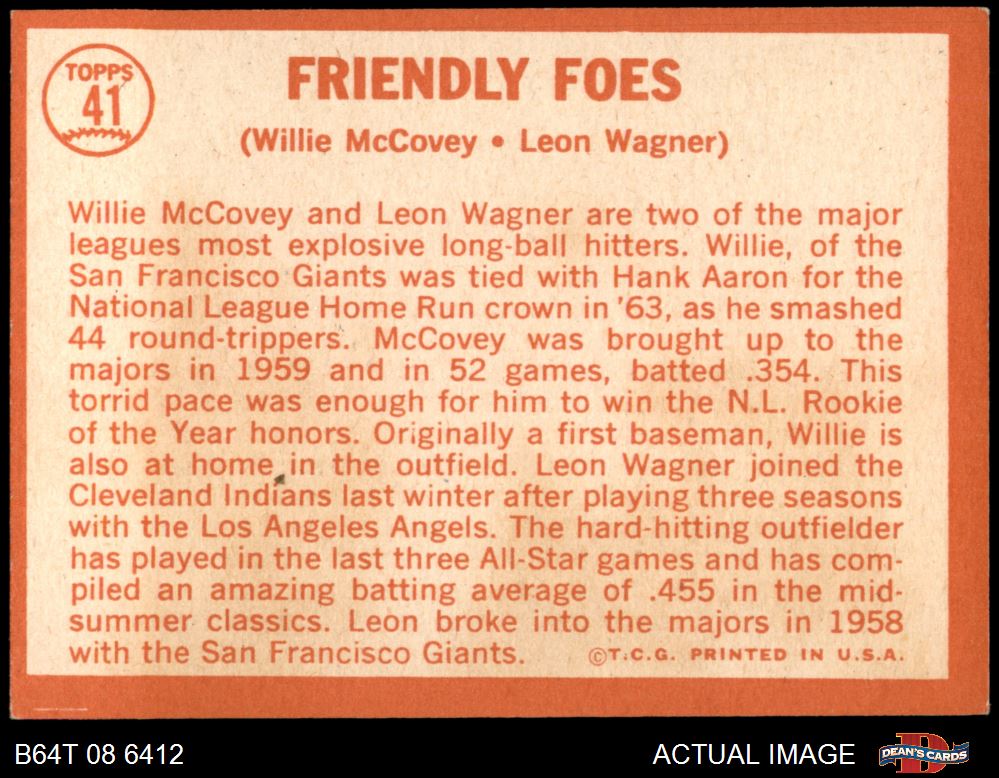 TOPPS
41
FRIENDLY FOES
(Willie McCovey • Leon Wagner)
Willie McCovey and Leon Wagner are two of the major
leagues most explosive long-ball hitters. Willie, of the
San Francisco Giants was tied with Hank Aaron for the
National League Home Run crown in '63, as he smashed
44 round-trippers. McCovey was brought up to the
majors in 1959 and in 52 games, batted .354. This
torrid pace was enough for him to win the N.L. Rookie
of the Year honors. Originally a first baseman, Willie is
also at home in the outfield. Leon Wagner joined the
Cleveland Indians last winter after playing three seasons
with the Los Angeles Angels. The hard-hitting outfielder
has played in the last three All-Star games and has com-
piled an amazing batting average of .455 in the mid-
summer classics. Leon broke into the majors in 1958
with the San Francisco Giants. ©T.C.G. PRINTED IN U.S.A.
B64T 08 6412 ACTUAL IMAGE D DEAN'S CARDS